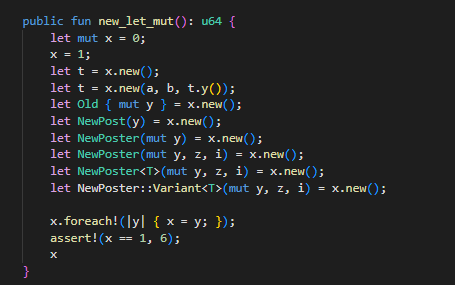 public fun new_let_mut(): u64 {
    let mut x = 0;
    x = 1;
    let t = x.new();
    let t = x.new(a, b, t.y());
    let Old { mut y } = x.new();
    let NewPost(y) = x.new();
    let NewPoster(mut y) = x.new();
    let NewPoster(mut y, z, i) = x.new();
    let NewPoster<T>(mut y, z, i) = x.new();
    let NewPoster::Variant<T>(mut y, z, i) = x.new();

    x.foreach!(|y| { x = y; });
    assert!(x == 1, 6);
    x
}